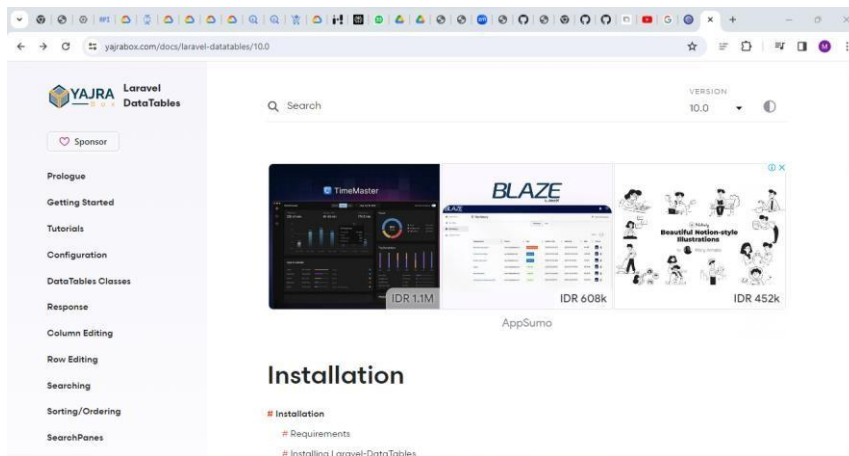 yajrabox.com/docs/laravel-datatables/10.0
M
YAJRA
Box
Laravel
DataTables
Search
VERSION
10.0
Sponsor
Prologue
Getting Started
Tutorials
Configuration
DataTables Classes
Response
Column Editing
Row Editing
Searching
Sorting/Ordering
SearchPanes
TimeMaster
IDR 1.1M
BLAZE
BLAZE
IDR 608k
Beautiful Notion-style
Illustrations
IDR 452k
AppSumo
Installation
# Installation
# Requirements
# Installing Laravel-DataTables